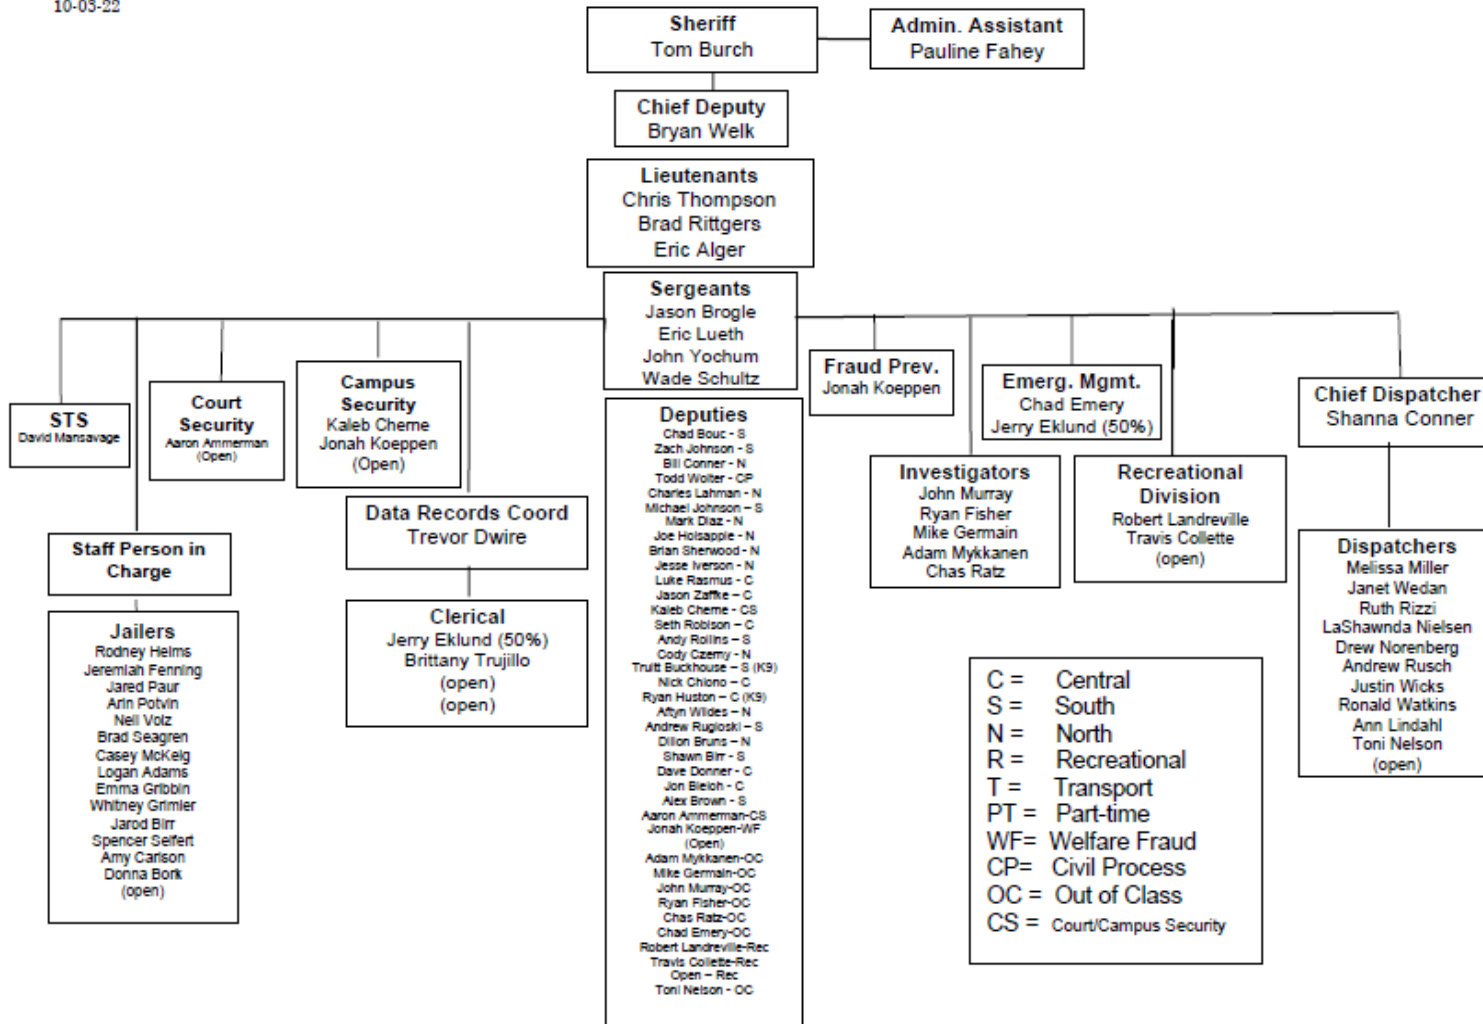 10-03-22
Sheriff
Tom Burch
Admin. Assistant
Pauline Fahey
Chief Deputy
Bryan Welk
Lieutenants
Chris Thompson
Brad Rittgers
Eric Alger
Sergeants
Jason Brogle
Eric Lueth
John Yochum
Wade Schultz
STS
David Mansavage
Court
Security
Aaron Ammerman
(Open)
Campus
Security
Kaleb Cheme
Jonah Koeppen
(Open)
Fraud Prev.
Jonah Koeppen
Emerg. Mgmt.
Chad Emery
Jerry Eklund (50%)
Chief Dispatcher
Shanna Conner
Staff Person in
Charge
Jailers
Rodney Helms
Jeremiah Fenning
Jared Paur
Arin Potvin
Neil Volz
Brad Seagren
Casey McKeig
Logan Adams
Emma Gribbin
Whitney Grimler
Jarod Birr
Spencer Seifert
Amy Carlson
Donna Bork
(open)
Data Records Coord
Trevor Dwire
Clerical
Jerry Eklund (50%)
Brittany Trujillo
(open)
(open)
Deputies
Chad Bouc - S
Zach Johnson - S
Bill Conner - N
Todd Wolter - CP
Charles Lahman - N
Michael Johnson – S
Mark Diaz - N
Joe Holsapple - N
Brian Sherwood - N
Jesse Iverson - N
Luke Rasmus - C
Jason Zaffke – C
Kaleb Cheme - CS
Seth Robison – C
Andy Rollins – S
Cody Czerny - N
Truitt Buckhouse – S (K9)
Nick Chiono – C
Ryan Huston – C (K9)
Aftyn Wildes – N
Andrew Rugloski – S
Dillon Bruns – N
Shawn Birr - S
Dave Donner - C
Jon Bleich - C
Alex Brown - S
Aaron Ammerman-CS
Jonah Koeppen-WF
(Open)
Adam Mykkanen-OC
Mike Germain-OC
John Murray-OC
Ryan Fisher-OC
Chas Ratz-OC
Chad Emery-OC
Robert Landreville-Rec
Travis Collette-Rec
Open – Rec
Toni Nelson - OC
Investigators
John Murray
Ryan Fisher
Mike Germain
Adam Mykkanen
Chas Ratz
Recreational
Division
Robert Landreville
Travis Collette
(open)
Dispatchers
Melissa Miller
Janet Wedan
Ruth Rizzi
LaShawnda Nielsen
Drew Norenberg
Andrew Rusch
Justin Wicks
Ronald Watkins
Ann Lindahl
Toni Nelson
(open)
C = Central
S = South
N = North
R = Recreational
T = Transport
PT = Part-time
WF= Welfare Fraud
CP= Civil Process
OC = Out of Class
CS = Court/Campus Security